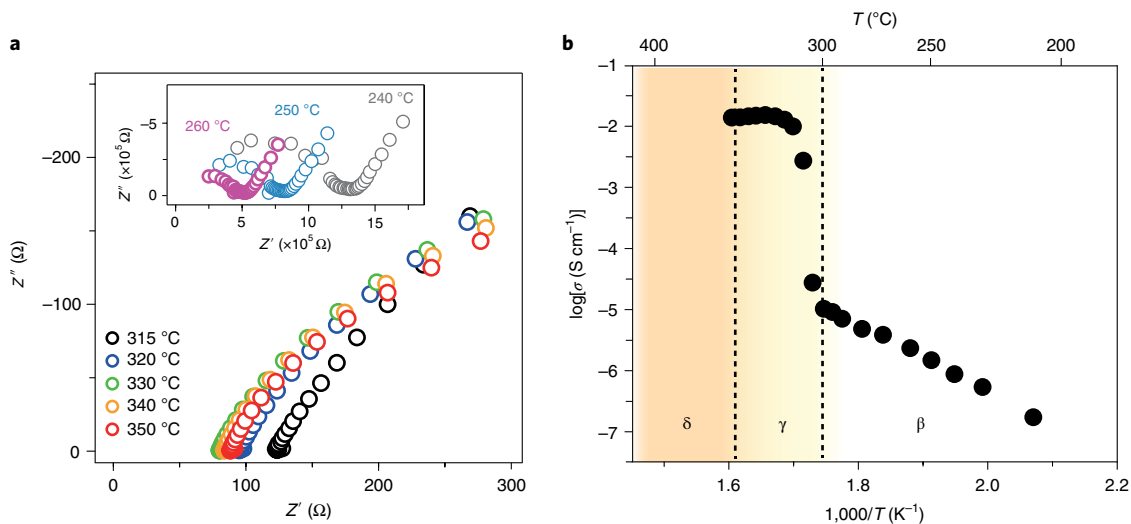 a
Z″ (Ω)
−200
−100
0
0
100
200
300
Z′ (Ω)
315 °C
320 °C
330 °C
340 °C
350 °C
Z″ (×10⁵ Ω)
−5
0
0
5
10
15
Z′ (×10⁵ Ω)
260 °C
250 °C
240 °C
b
T (°C)
400
300
250
200
log[σ (S cm⁻¹)]
−1
−2
−3
−4
−5
−6
−7
δ
γ
β
1.6
1.8
2.0
2.2
1,000/T (K⁻¹)